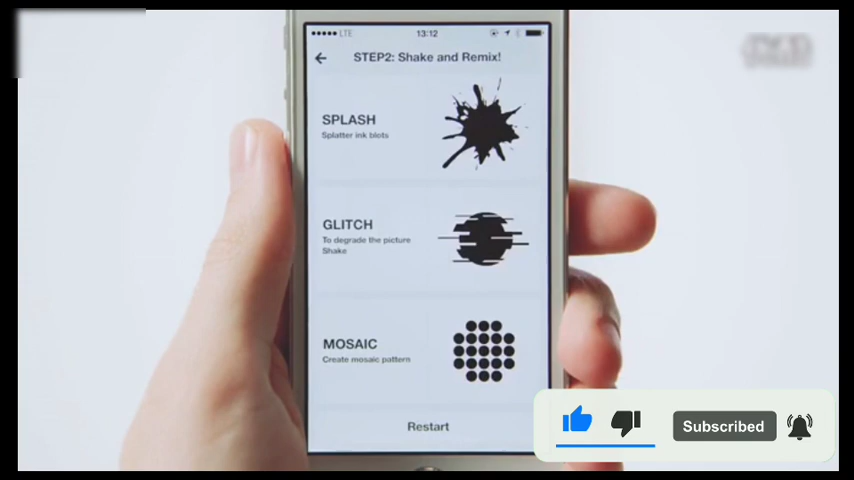 LTE
13:12
STEP2: Shake and Remix!
SPLASH
Splatter ink blots
GLITCH
To degrade the picture
Shake
MOSAIC
Create mosaic pattern
Restart
Subscribed